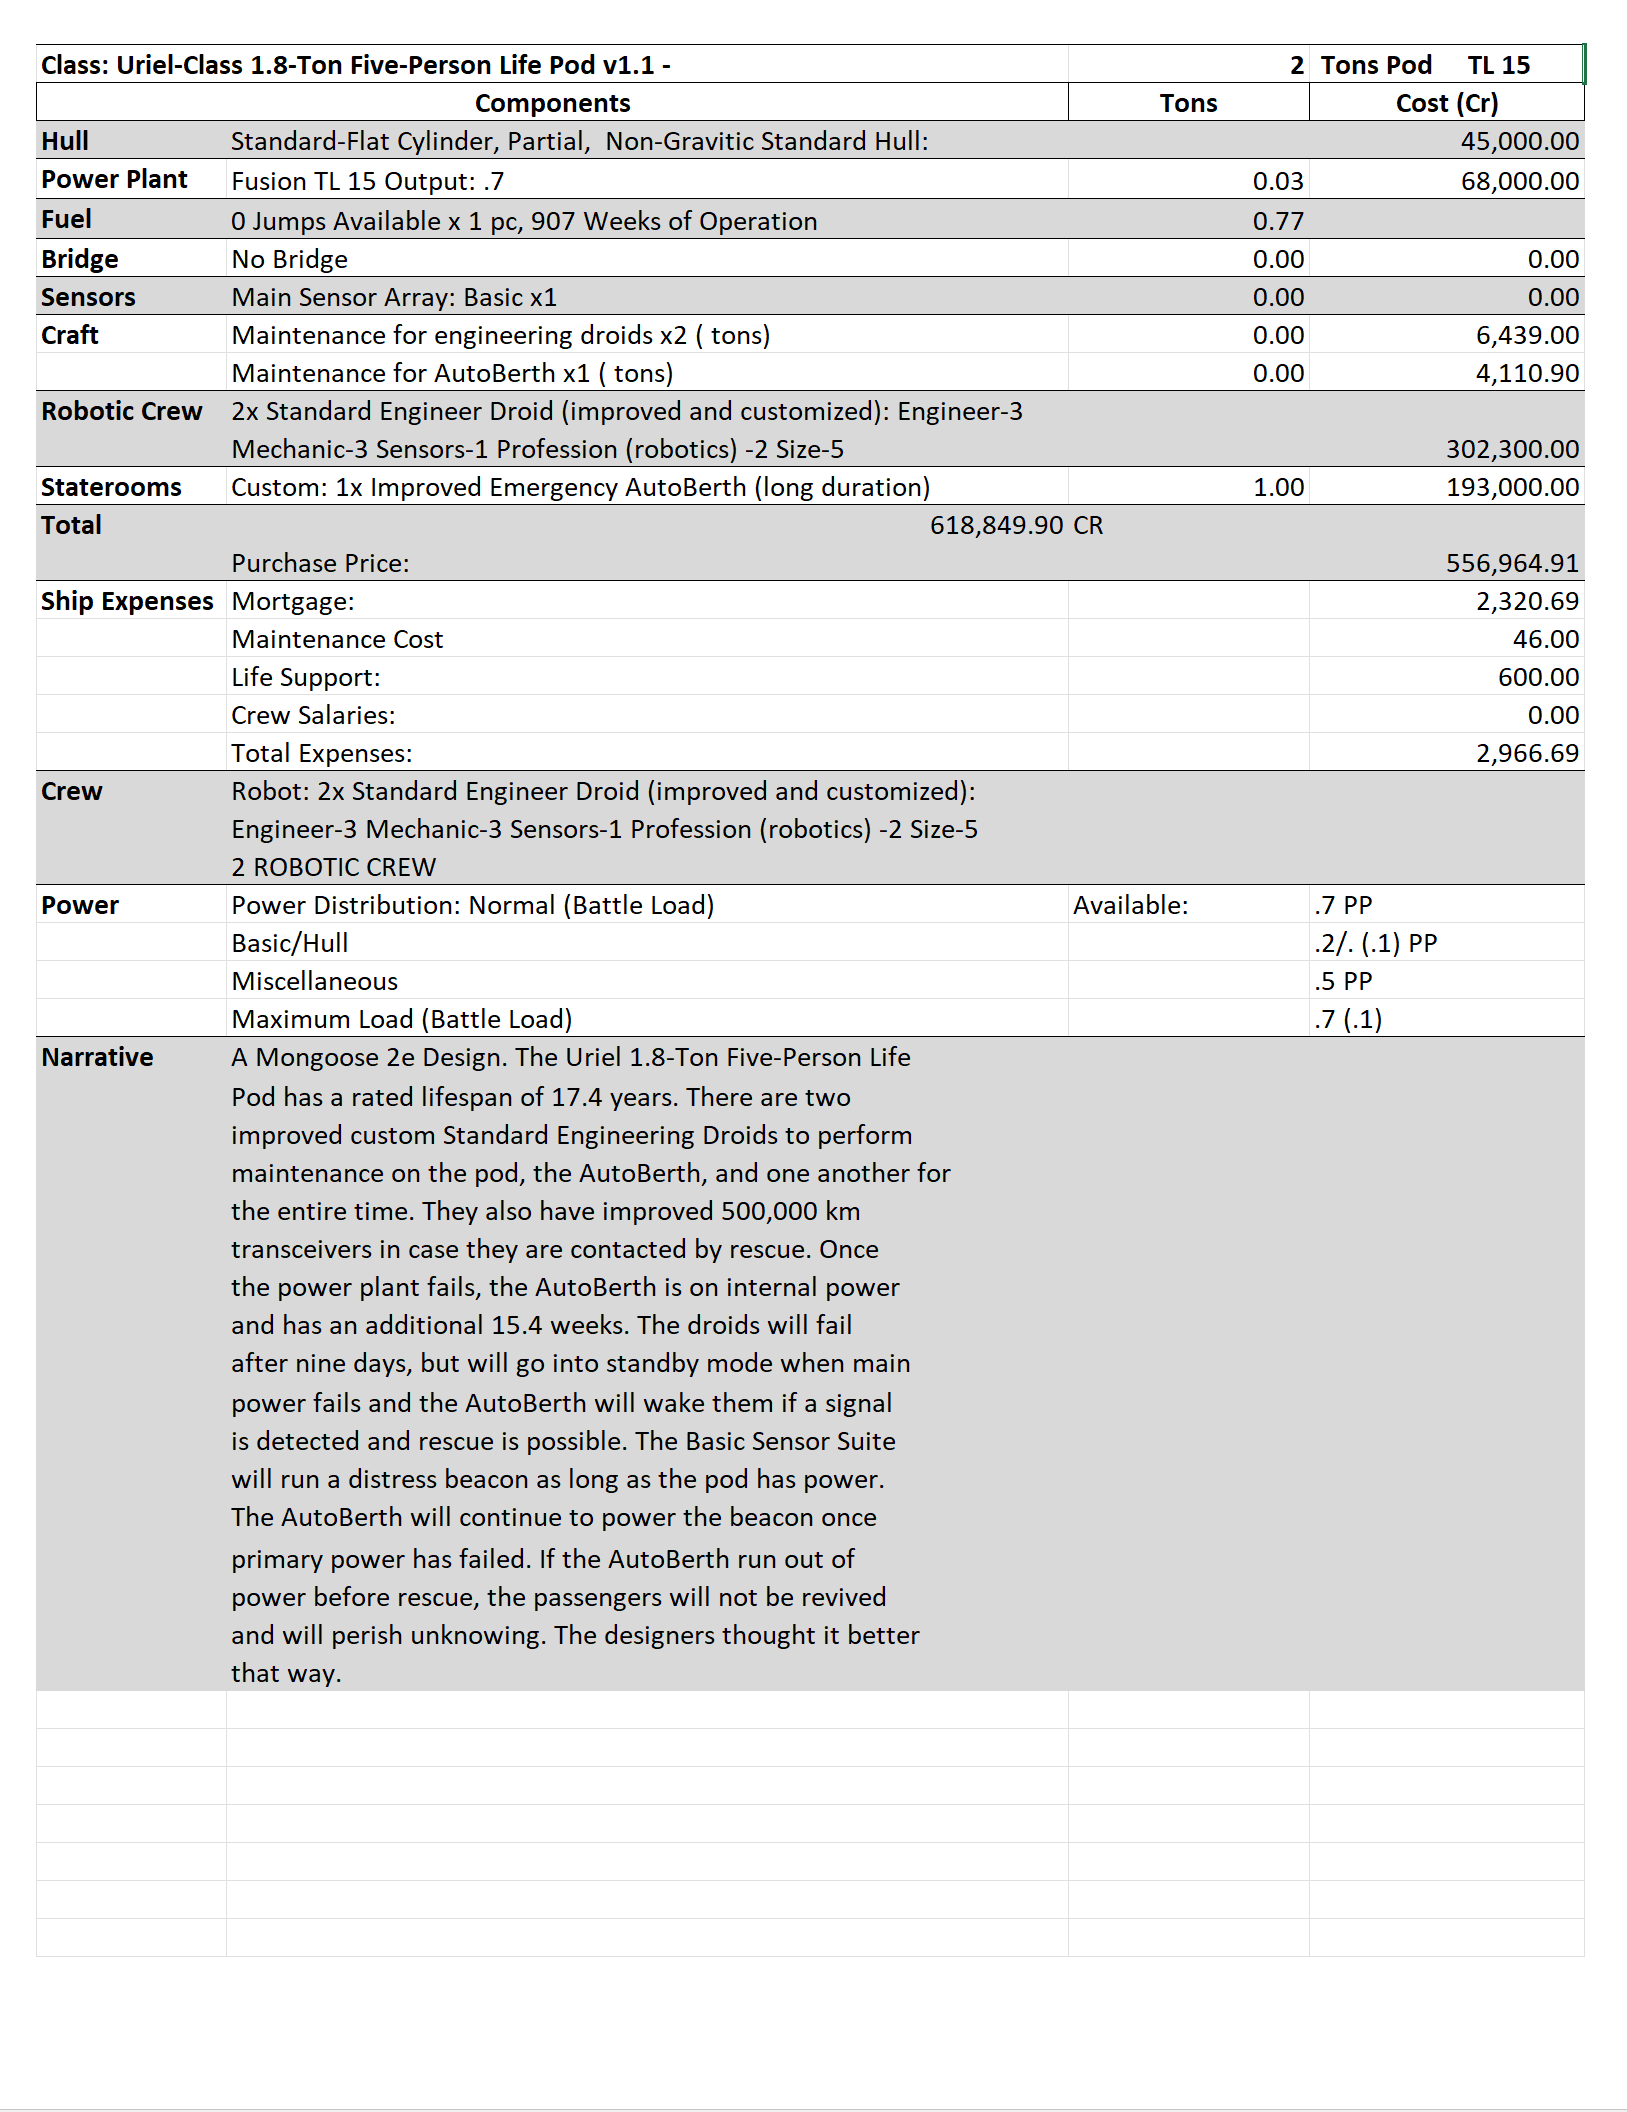 Class: Uriel-Class 1.8-Ton Five-Person Life Pod v1.1 - 2 Tons Pod TL 15
Components Tons Cost (Cr)
Hull Standard-Flat Cylinder, Partial, Non-Gravitic Standard Hull: 45,000.00
Power Plant Fusion TL 15 Output: .7 0.03 68,000.00
Fuel 0 Jumps Available x 1 pc, 907 Weeks of Operation 0.77
Bridge No Bridge 0.00 0.00
Sensors Main Sensor Array: Basic x1 0.00 0.00
Craft Maintenance for engineering droids x2 ( tons) 0.00 6,439.00
Maintenance for AutoBerth x1 ( tons) 0.00 4,110.90
Robotic Crew 2x Standard Engineer Droid (improved and customized): Engineer-3
Mechanic-3 Sensors-1 Profession (robotics) -2 Size-5 302,300.00
Staterooms Custom: 1x Improved Emergency AutoBerth (long duration) 1.00 193,000.00
Total 618,849.90 CR
Purchase Price: 556,964.91
Ship Expenses Mortgage: 2,320.69
Maintenance Cost 46.00
Life Support: 600.00
Crew Salaries: 0.00
Total Expenses: 2,966.69
Crew Robot: 2x Standard Engineer Droid (improved and customized):
Engineer-3 Mechanic-3 Sensors-1 Profession (robotics) -2 Size-5
2 ROBOTIC CREW
Power Power Distribution: Normal (Battle Load) Available: .7 PP
Basic/Hull .2/. (.1) PP
Miscellaneous .5 PP
Maximum Load (Battle Load) .7 (.1)
Narrative A Mongoose 2e Design. The Uriel 1.8-Ton Five-Person Life
Pod has a rated lifespan of 17.4 years. There are two
improved custom Standard Engineering Droids to perform
maintenance on the pod, the AutoBerth, and one another for
the entire time. They also have improved 500,000 km
transceivers in case they are contacted by rescue. Once
the power plant fails, the AutoBerth is on internal power
and has an additional 15.4 weeks. The droids will fail
after nine days, but will go into standby mode when main
power fails and the AutoBerth will wake them if a signal
is detected and rescue is possible. The Basic Sensor Suite
will run a distress beacon as long as the pod has power.
The AutoBerth will continue to power the beacon once
primary power has failed. If the AutoBerth run out of
power before rescue, the passengers will not be revived
and will perish unknowing. The designers thought it better
that way.